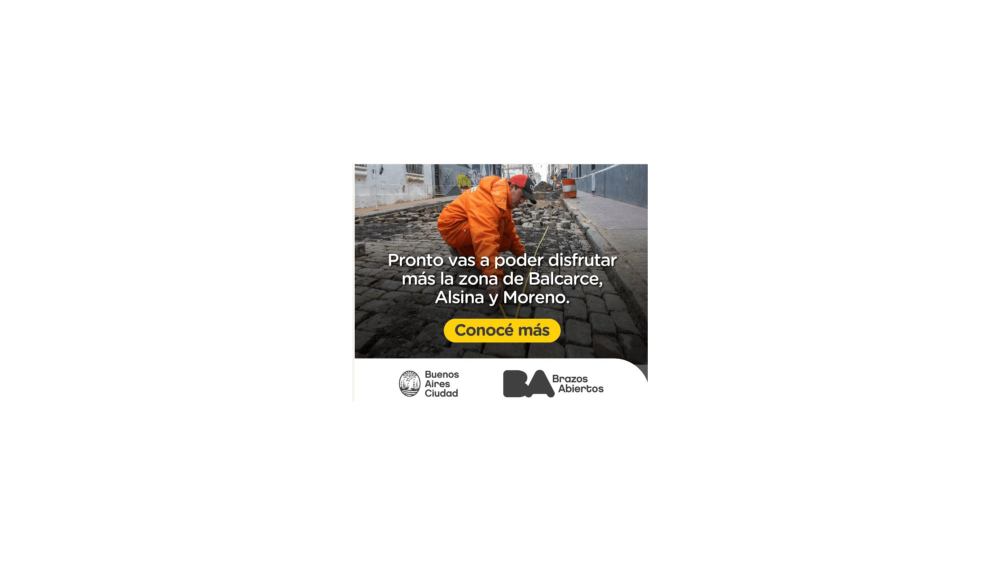 Pronto vas a poder disfrutar
más la zona de Balcarce,
Alsina y Moreno.
Conocé más
Buenos
Aires
Ciudad
BA
Brazos
Abiertos